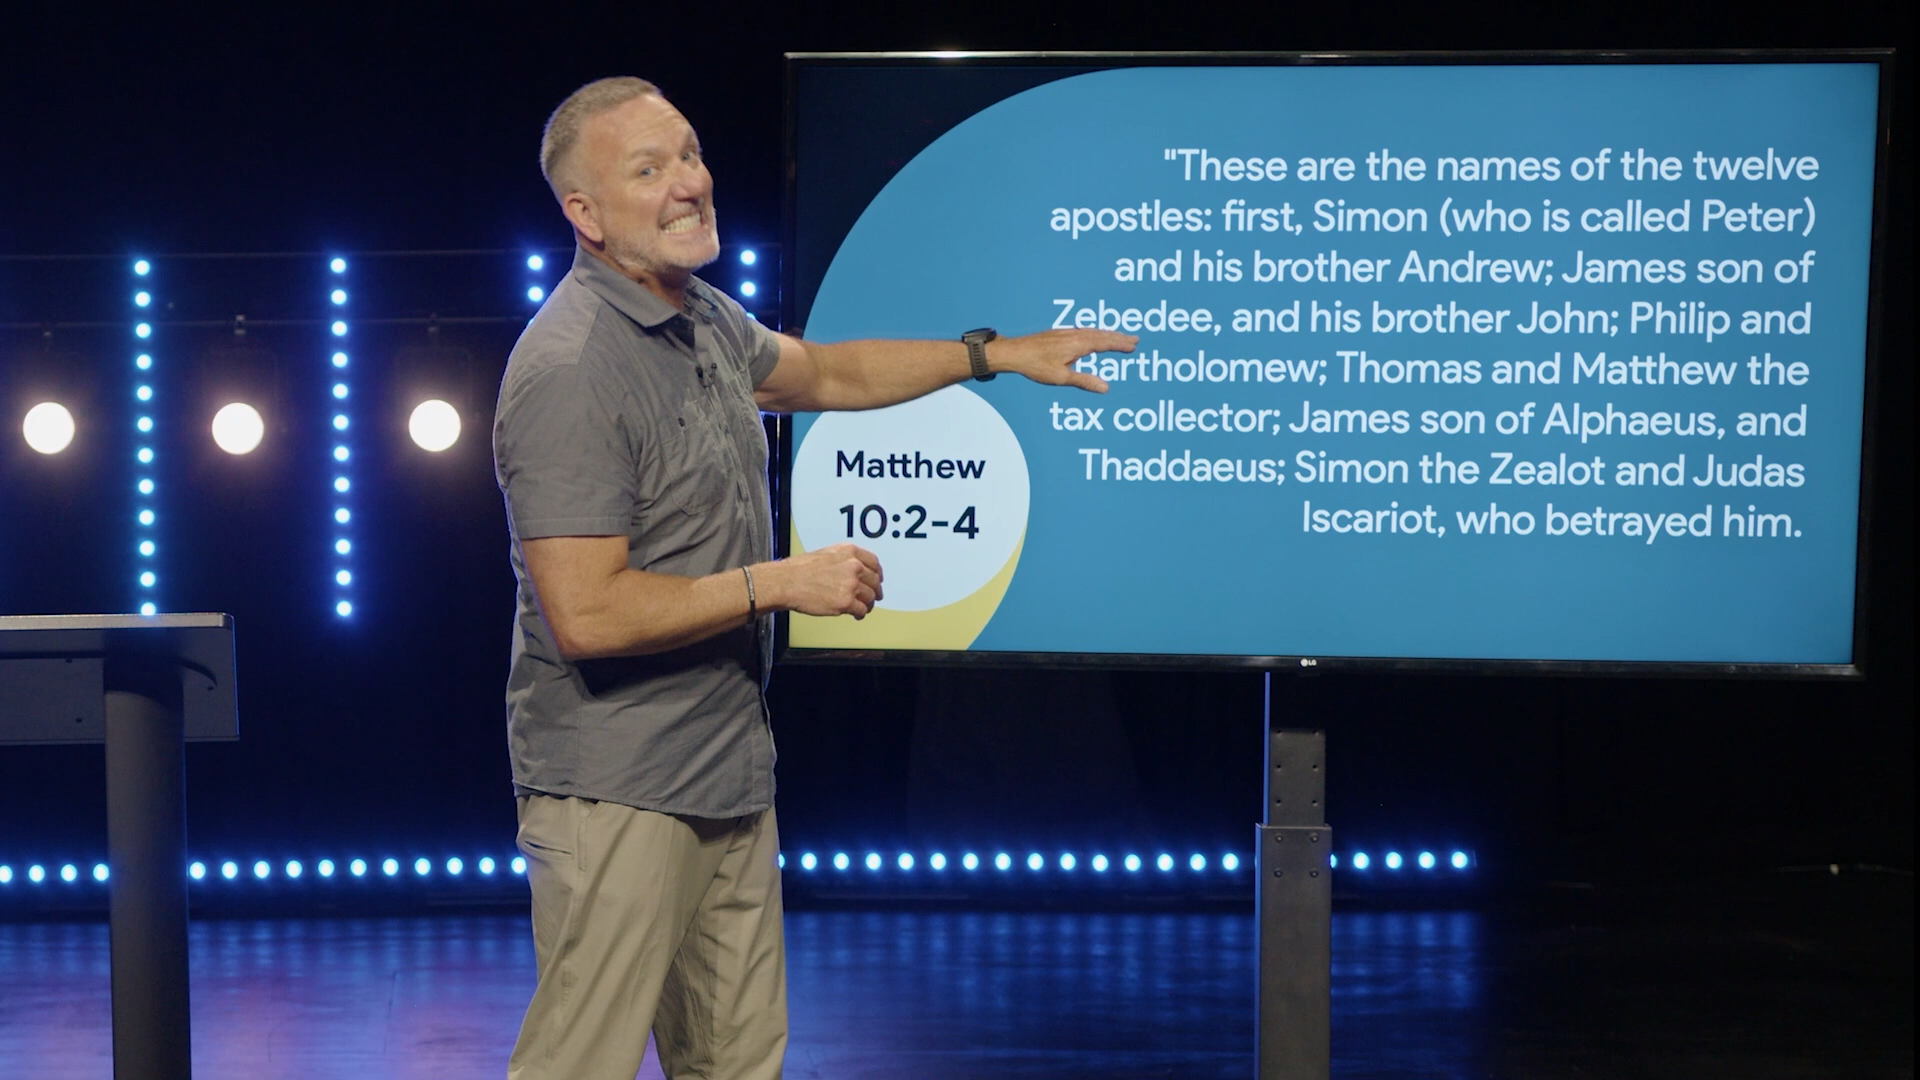 "These are the names of the twelve
apostles: first, Simon (who is called Peter)
and his brother Andrew; James son of
Zebedee, and his brother John; Philip and
Bartholomew; Thomas and Matthew the
tax collector; James son of Alphaeus, and
Thaddaeus; Simon the Zealot and Judas
Iscariot, who betrayed him.
Matthew
10:2-4
LG